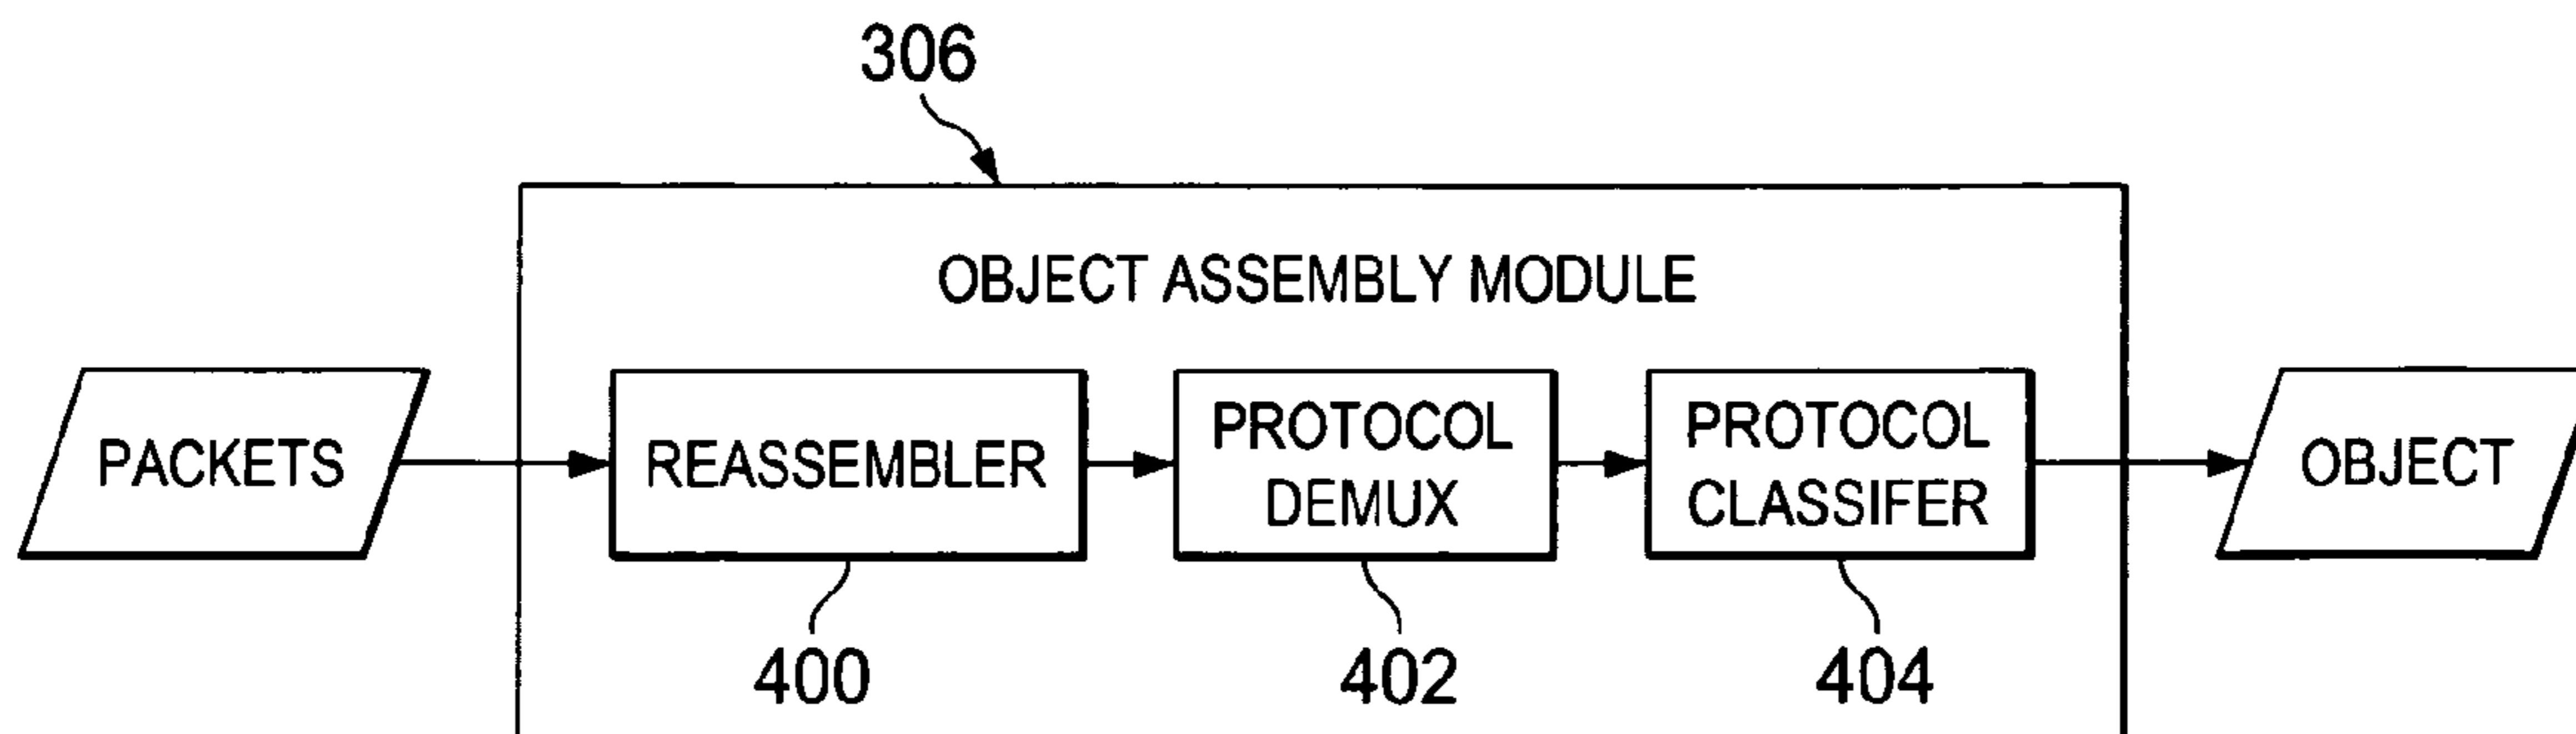 306
OBJECT ASSEMBLY MODULE
PACKETS
REASSEMBLER
PROTOCOL
DEMUX
PROTOCOL
CLASSIFER
OBJECT
400
402
404